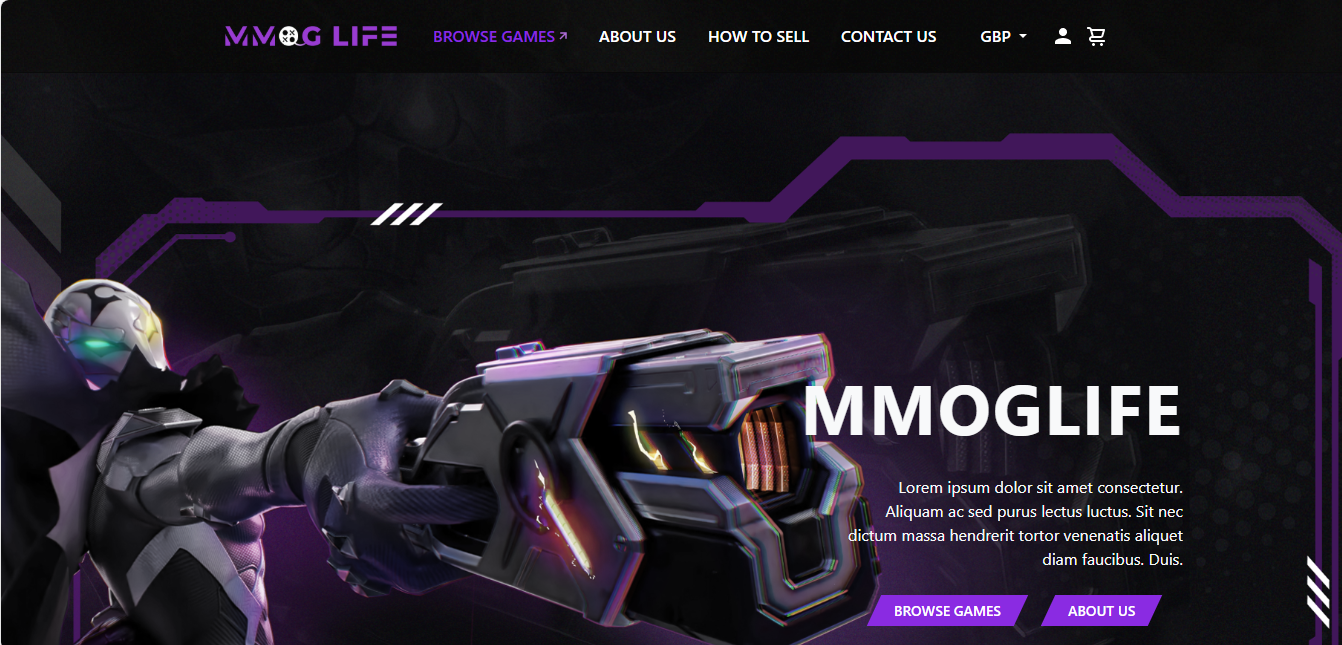 MMOG LIFE
BROWSE GAMES
ABOUT US
HOW TO SELL
CONTACT US
GBP
MMOGLIFE
Lorem ipsum dolor sit amet consectetur.
Aliquam ac sed purus lectus luctus. Sit nec
dictum massa hendrerit tortor venenatis aliquet
diam faucibus. Duis.
BROWSE GAMES
ABOUT US